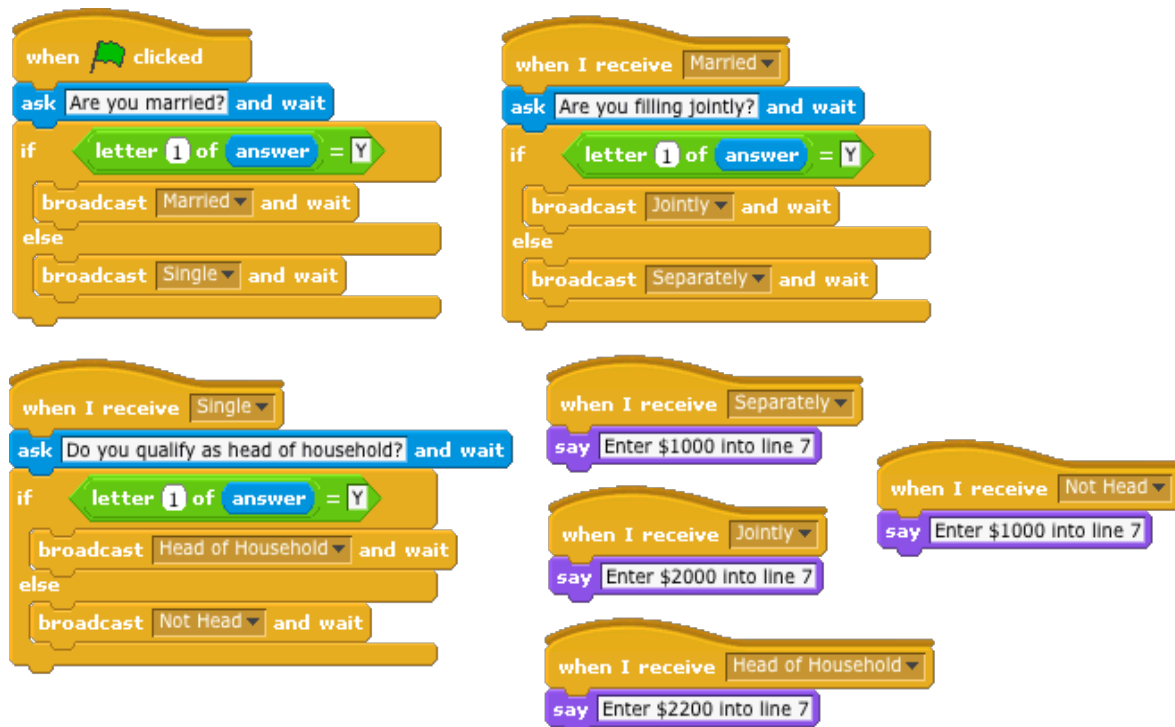 when clicked
ask Are you married? and wait
if letter 1 of answer = Y
broadcast Married and wait
else
broadcast Single and wait
when I receive Married
ask Are you filling jointly? and wait
if letter 1 of answer = Y
broadcast Jointly and wait
else
broadcast Separately and wait
when I receive Single
ask Do you qualify as head of household? and wait
if letter 1 of answer = Y
broadcast Head of Household and wait
else
broadcast Not Head and wait
when I receive Separately
say Enter $1000 into line 7
when I receive Jointly
say Enter $2000 into line 7
when I receive Head of Household
say Enter $2200 into line 7
when I receive Not Head
say Enter $1000 into line 7